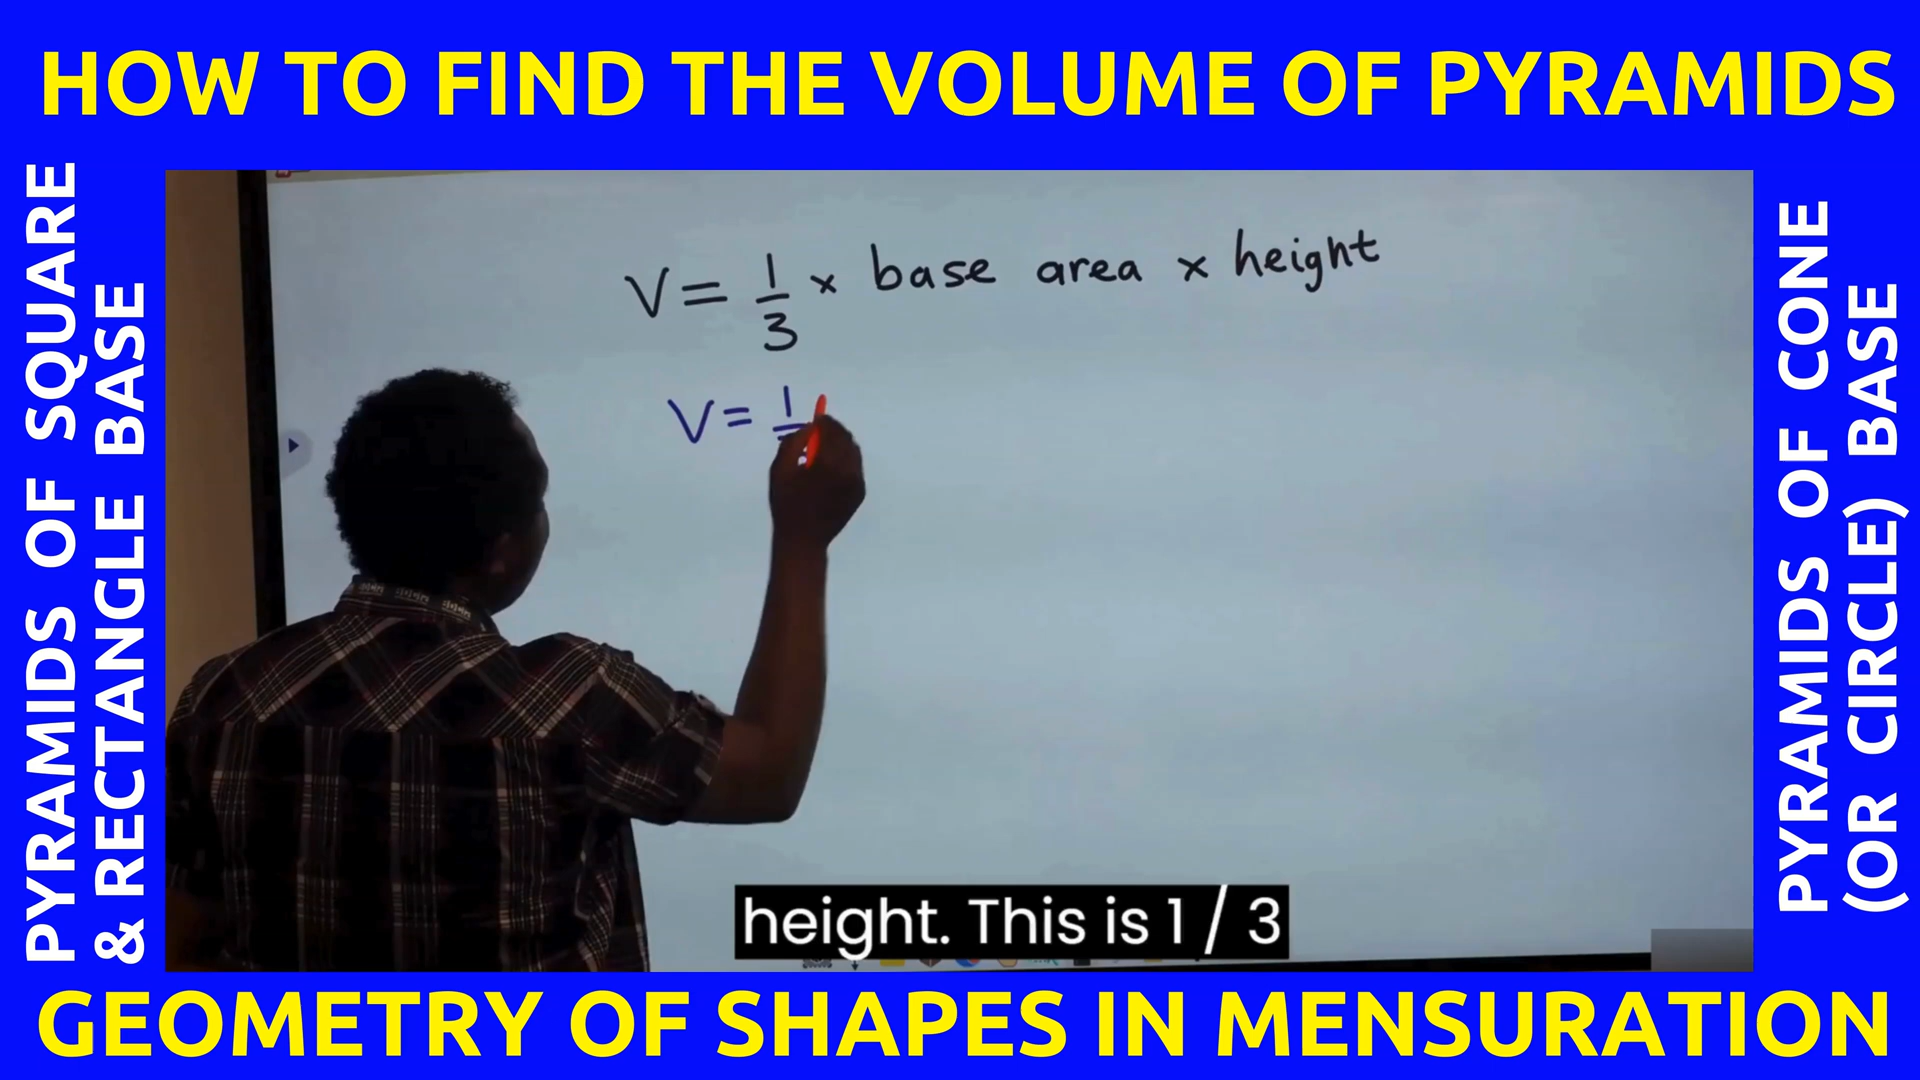 HOW TO FIND THE VOLUME OF PYRAMIDS
PYRAMIDS OF SQUARE
& RECTANGLE BASE
V = 1/3 × base area × height
V = 1
height. This is 1 / 3
PYRAMIDS OF CONE
(OR CIRCLE) BASE
GEOMETRY OF SHAPES IN MENSURATION